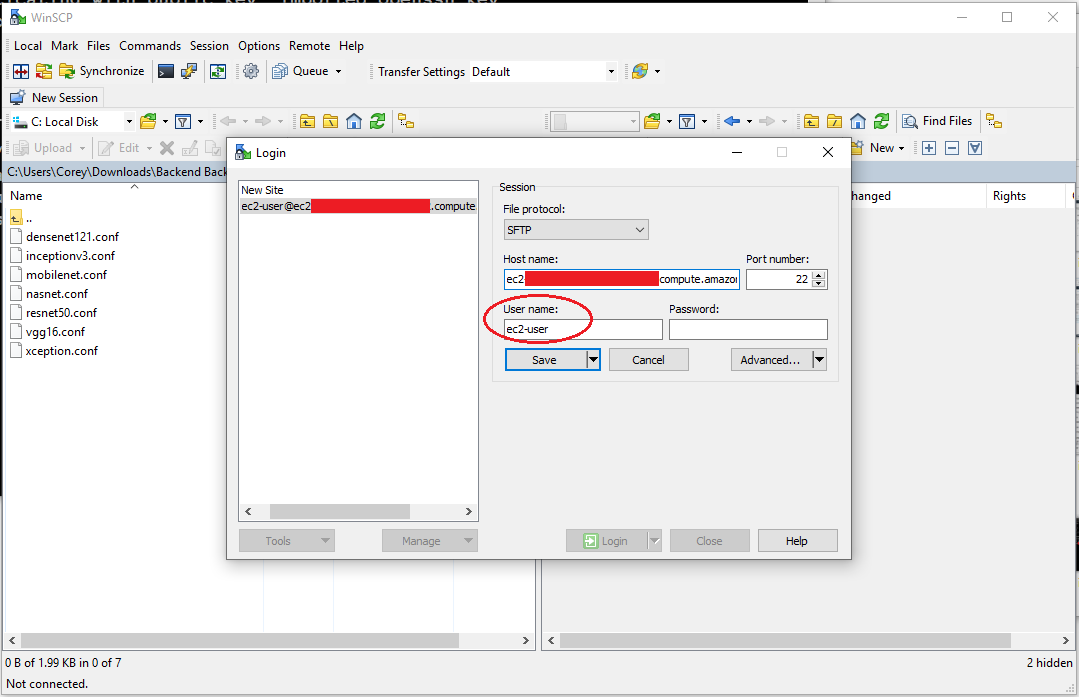 WinSCP
Local Mark Files Commands Session Options Remote Help
Synchronize Queue Transfer Settings Default
New Session
C: Local Disk Find Files
Upload Edit New
C:\Users\Corey\Downloads\Backend Back
Name
..
densenet121.conf
inceptionv3.conf
mobilenet.conf
nasnet.conf
resnet50.conf
vgg16.conf
xception.conf
hanged Rights
Login
New Site
ec2-user@ec2 .compute
Session
File protocol:
SFTP
Host name: Port number:
ec2 compute.amazo 22
User name: Password:
ec2-user
Save Cancel Advanced...
Tools Manage Login Close Help
0 B of 1.99 KB in 0 of 7 2 hidden
Not connected.